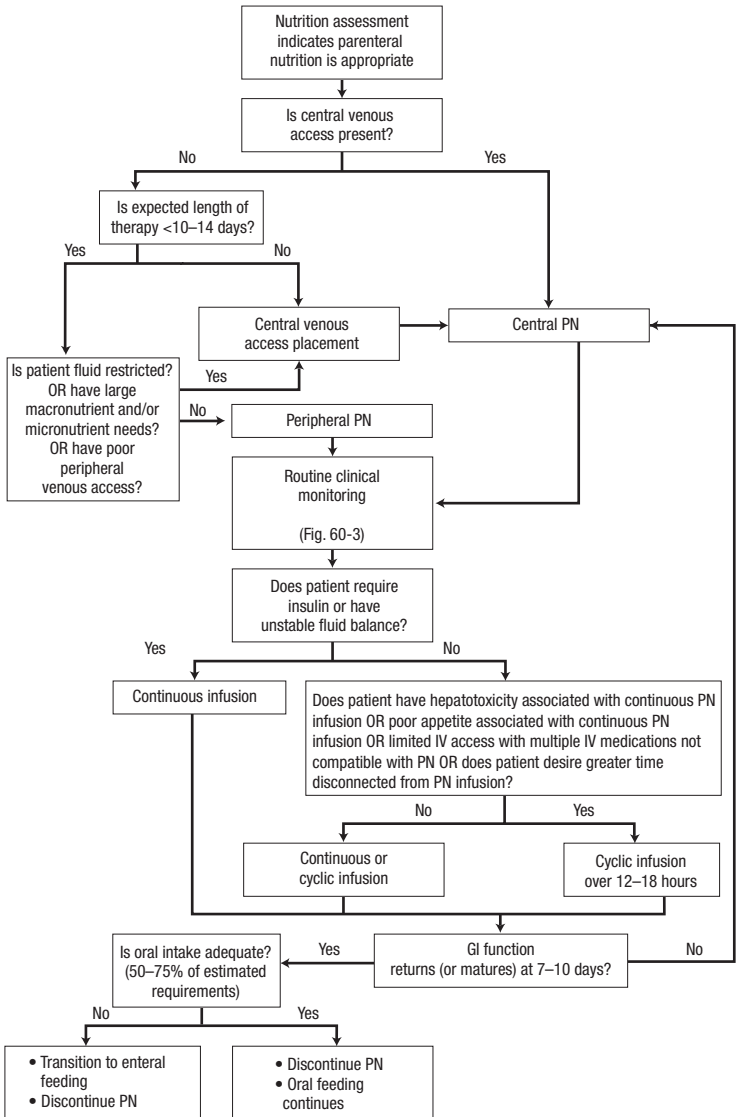 Nutrition assessment
indicates parenteral
nutrition is appropriate
Is central venous
access present?
No
Yes
Is expected length of
therapy <10–14 days?
Yes
No
Central venous
access placement
Central PN
Is patient fluid restricted?
OR have large
macronutrient and/or
micronutrient needs?
OR have poor
peripheral
venous access?
Yes
No
Peripheral PN
Routine clinical
monitoring
(Fig. 60-3)
Does patient require
insulin or have
unstable fluid balance?
Yes
No
Continuous infusion
Does patient have hepatotoxicity associated with continuous PN
infusion OR poor appetite associated with continuous PN
infusion OR limited IV access with multiple IV medications not
compatible with PN OR does patient desire greater time
disconnected from PN infusion?
No
Yes
Continuous or
cyclic infusion
Cyclic infusion
over 12–18 hours
Is oral intake adequate?
(50–75% of estimated
requirements)
Yes
GI function
returns (or matures) at 7–10 days?
No
No
Yes
• Transition to enteral
feeding
• Discontinue PN
• Discontinue PN
• Oral feeding
continues